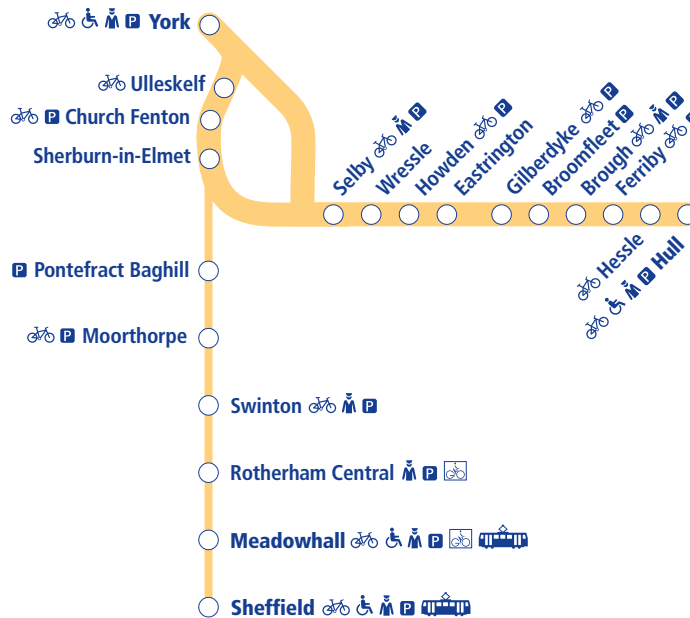 P York
Ulleskelf
P Church Fenton
Sherburn-in-Elmet
Selby P
Wressle
Howden P
Eastrington
Gilberdyke P
Broomfleet P
Brough P
Ferriby P
Hessle
P Hull
P Pontefract Baghill
P Moorthorpe
Swinton P
Rotherham Central P
Meadowhall P
Sheffield P